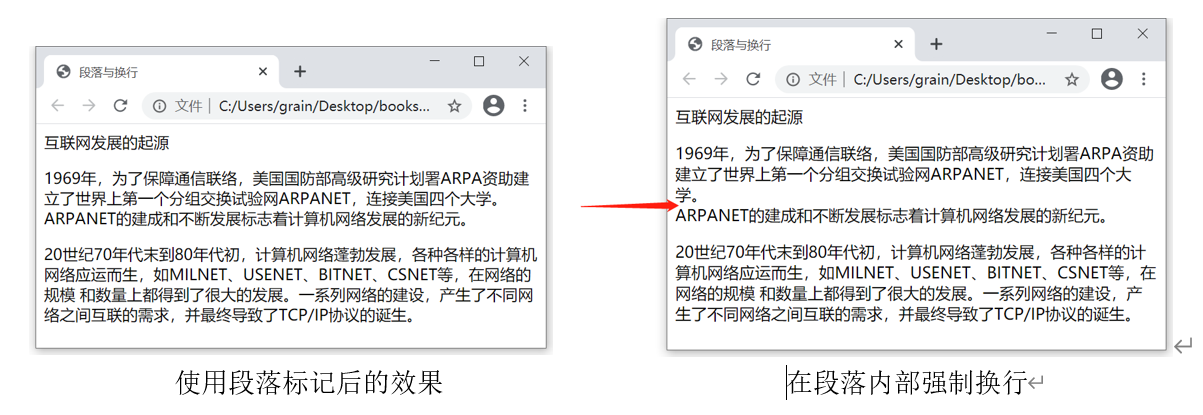 段落与换行
文件 | C:/Users/grain/Desktop/books...
互联网发展的起源
1969年，为了保障通信联络，美国国防部高级研究计划署ARPA资助建
立了世界上第一个分组交换试验网ARPANET，连接美国四个大学。
ARPANET的建成和不断发展标志着计算机网络发展的新纪元。
20世纪70年代末到80年代初，计算机网络蓬勃发展，各种各样的计算机
网络应运而生，如MILNET、USENET、BITNET、CSNET等，在网络的
规模 和数量上都得到了很大的发展。一系列网络的建设，产生了不同网
络之间互联的需求，并最终导致了TCP/IP协议的诞生。
使用段落标记后的效果
段落与换行
文件 | C:/Users/grain/Desktop/bo...
互联网发展的起源
1969年，为了保障通信联络，美国国防部高级研究计划署ARPA资助
建立了世界上第一个分组交换试验网ARPANET，连接美国四个大
学。
ARPANET的建成和不断发展标志着计算机网络发展的新纪元。
20世纪70年代末到80年代初，计算机网络蓬勃发展，各种各样的计
算机网络应运而生，如MILNET、USENET、BITNET、CSNET等，在
网络的规模 和数量上都得到了很大的发展。一系列网络的建设，产
生了不同网络之间互联的需求，并最终导致了TCP/IP协议的诞生。
在段落内部强制换行